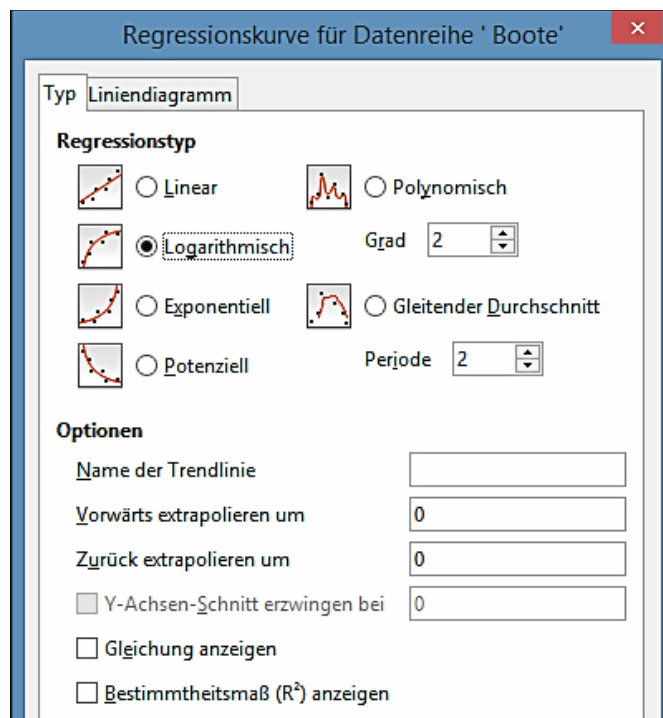 Regressionskurve für Datenreihe ' Boote'
Typ Liniendiagramm
Regressionstyp
Linear
Polynomisch
Logarithmisch
Grad 2
Exponentiell
Gleitender Durchschnitt
Potenziell
Periode 2
Optionen
Name der Trendlinie
Vorwärts extrapolieren um 0
Zurück extrapolieren um 0
Y-Achsen-Schnitt erzwingen bei 0
Gleichung anzeigen
Bestimmtheitsmaß (R²) anzeigen